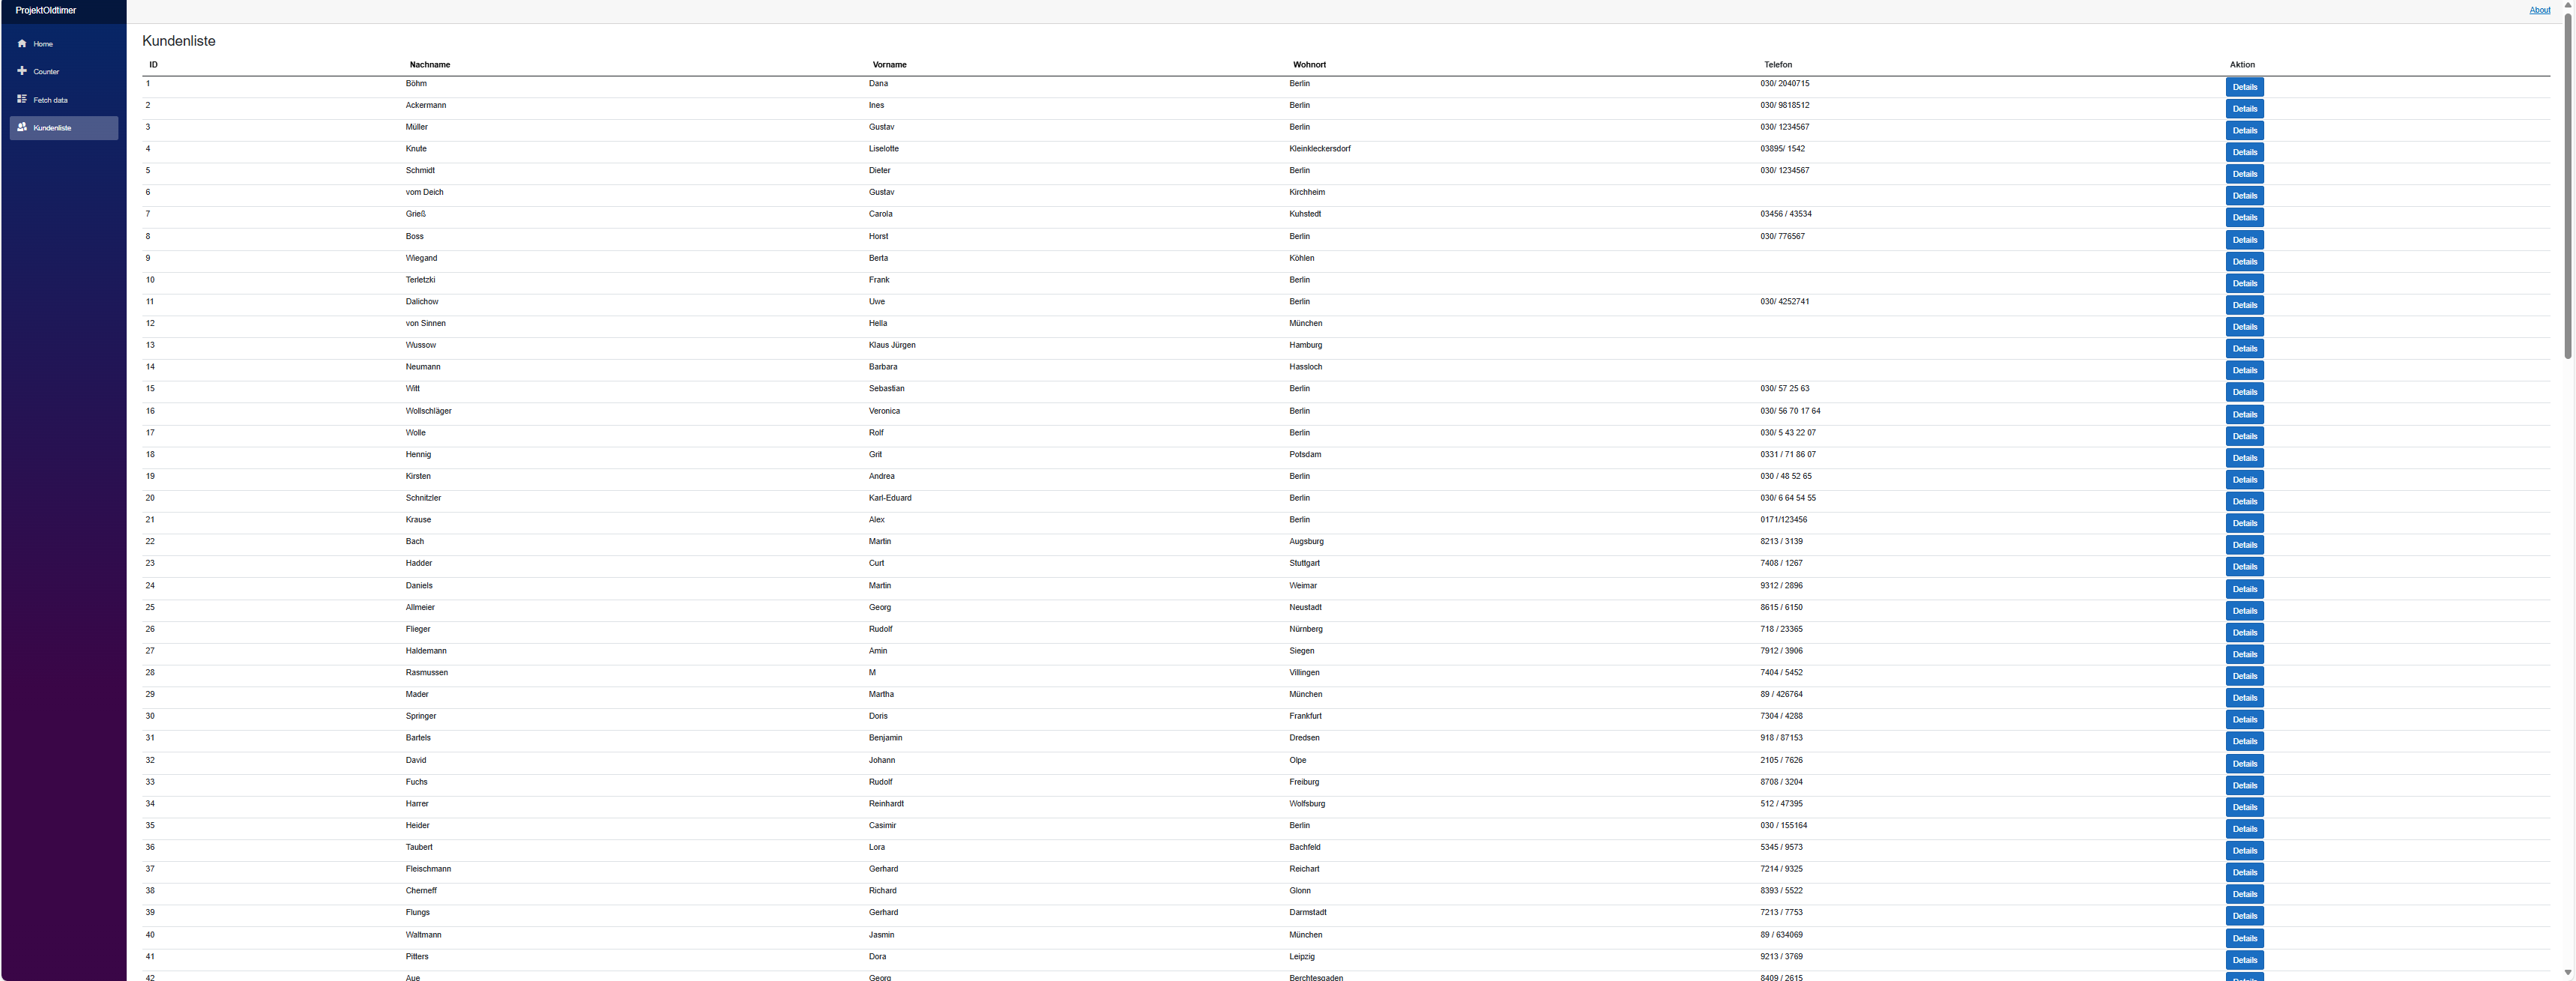 ProjektOldtimer
About
Home
Counter
Fetch data
Kundenliste
Kundenliste
ID Nachname Vorname Wohnort Telefon Aktion
1 Böhm Dana Berlin 030/ 2040715 Details
2 Ackermann Ines Berlin 030/ 9818512 Details
3 Müller Gustav Berlin 030/ 1234567 Details
4 Knute Liselotte Kleinkleckersdorf 03895/ 1542 Details
5 Schmidt Dieter Berlin 030/ 1234567 Details
6 vom Deich Gustav Kirchheim Details
7 Grieß Carola Kuhstedt 03456 / 43534 Details
8 Boss Horst Berlin 030/ 776567 Details
9 Wiegand Berta Köhlen Details
10 Terletzki Frank Berlin Details
11 Dalichow Uwe Berlin 030/ 4252741 Details
12 von Sinnen Hella München Details
13 Wussow Klaus Jürgen Hamburg Details
14 Neumann Barbara Hassloch Details
15 Witt Sebastian Berlin 030/ 57 25 63 Details
16 Wollschläger Veronica Berlin 030/ 56 70 17 64 Details
17 Wolle Rolf Berlin 030/ 5 43 22 07 Details
18 Hennig Grit Potsdam 0331 / 71 86 07 Details
19 Kirsten Andrea Berlin 030 / 48 52 65 Details
20 Schnitzler Karl-Eduard Berlin 030/ 6 64 54 55 Details
21 Krause Alex Berlin 0171/123456 Details
22 Bach Martin Augsburg 8213 / 3139 Details
23 Hadder Curt Stuttgart 7408 / 1267 Details
24 Daniels Martin Weimar 9312 / 2896 Details
25 Allmeier Georg Neustadt 8615 / 6150 Details
26 Flieger Rudolf Nürnberg 718 / 23365 Details
27 Haldemann Amin Siegen 7912 / 3906 Details
28 Rasmussen M Villingen 7404 / 5452 Details
29 Mader Martha München 89 / 426764 Details
30 Springer Doris Frankfurt 7304 / 4288 Details
31 Bartels Benjamin Dredsen 918 / 87153 Details
32 David Johann Olpe 2105 / 7626 Details
33 Fuchs Rudolf Freiburg 8708 / 3204 Details
34 Harrer Reinhardt Wolfsburg 512 / 47395 Details
35 Heider Casimir Berlin 030 / 155164 Details
36 Taubert Lora Bachfeld 5345 / 9573 Details
37 Fleischmann Gerhard Reichart 7214 / 9325 Details
38 Cherneff Richard Glonn 8393 / 5522 Details
39 Flungs Gerhard Darmstadt 7213 / 7753 Details
40 Waltmann Jasmin München 89 / 634069 Details
41 Pitters Dora Leipzig 9213 / 3769 Details
42 Aue Georg Berchtesgaden 8409 / 2615 Details